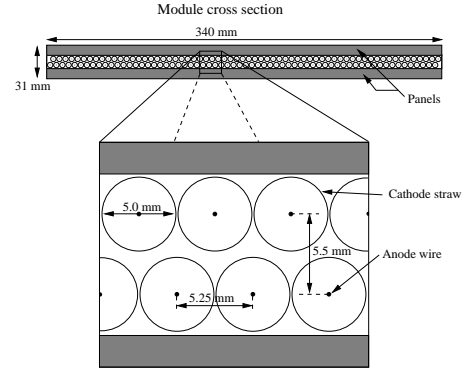 Module cross section
340 mm
31 mm
Panels
5.0 mm
Cathode straw
5.5 mm
Anode wire
5.25 mm